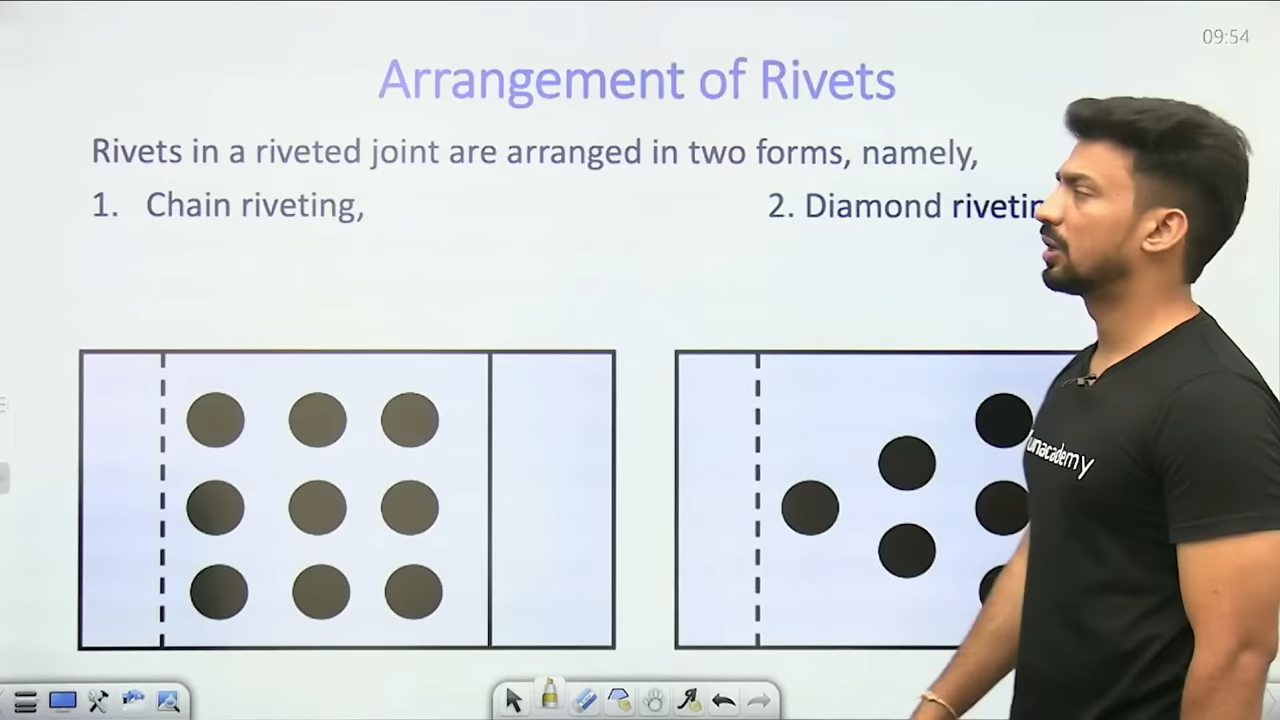 09:54
Arrangement of Rivets
Rivets in a riveted joint are arranged in two forms, namely,
1. Chain riveting,
2. Diamond
unacademy